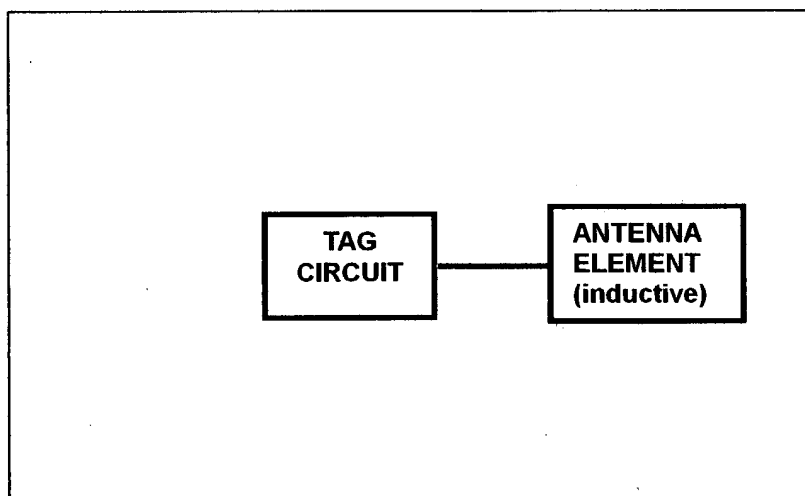 TAG
CIRCUIT
ANTENNA
ELEMENT
(inductive)